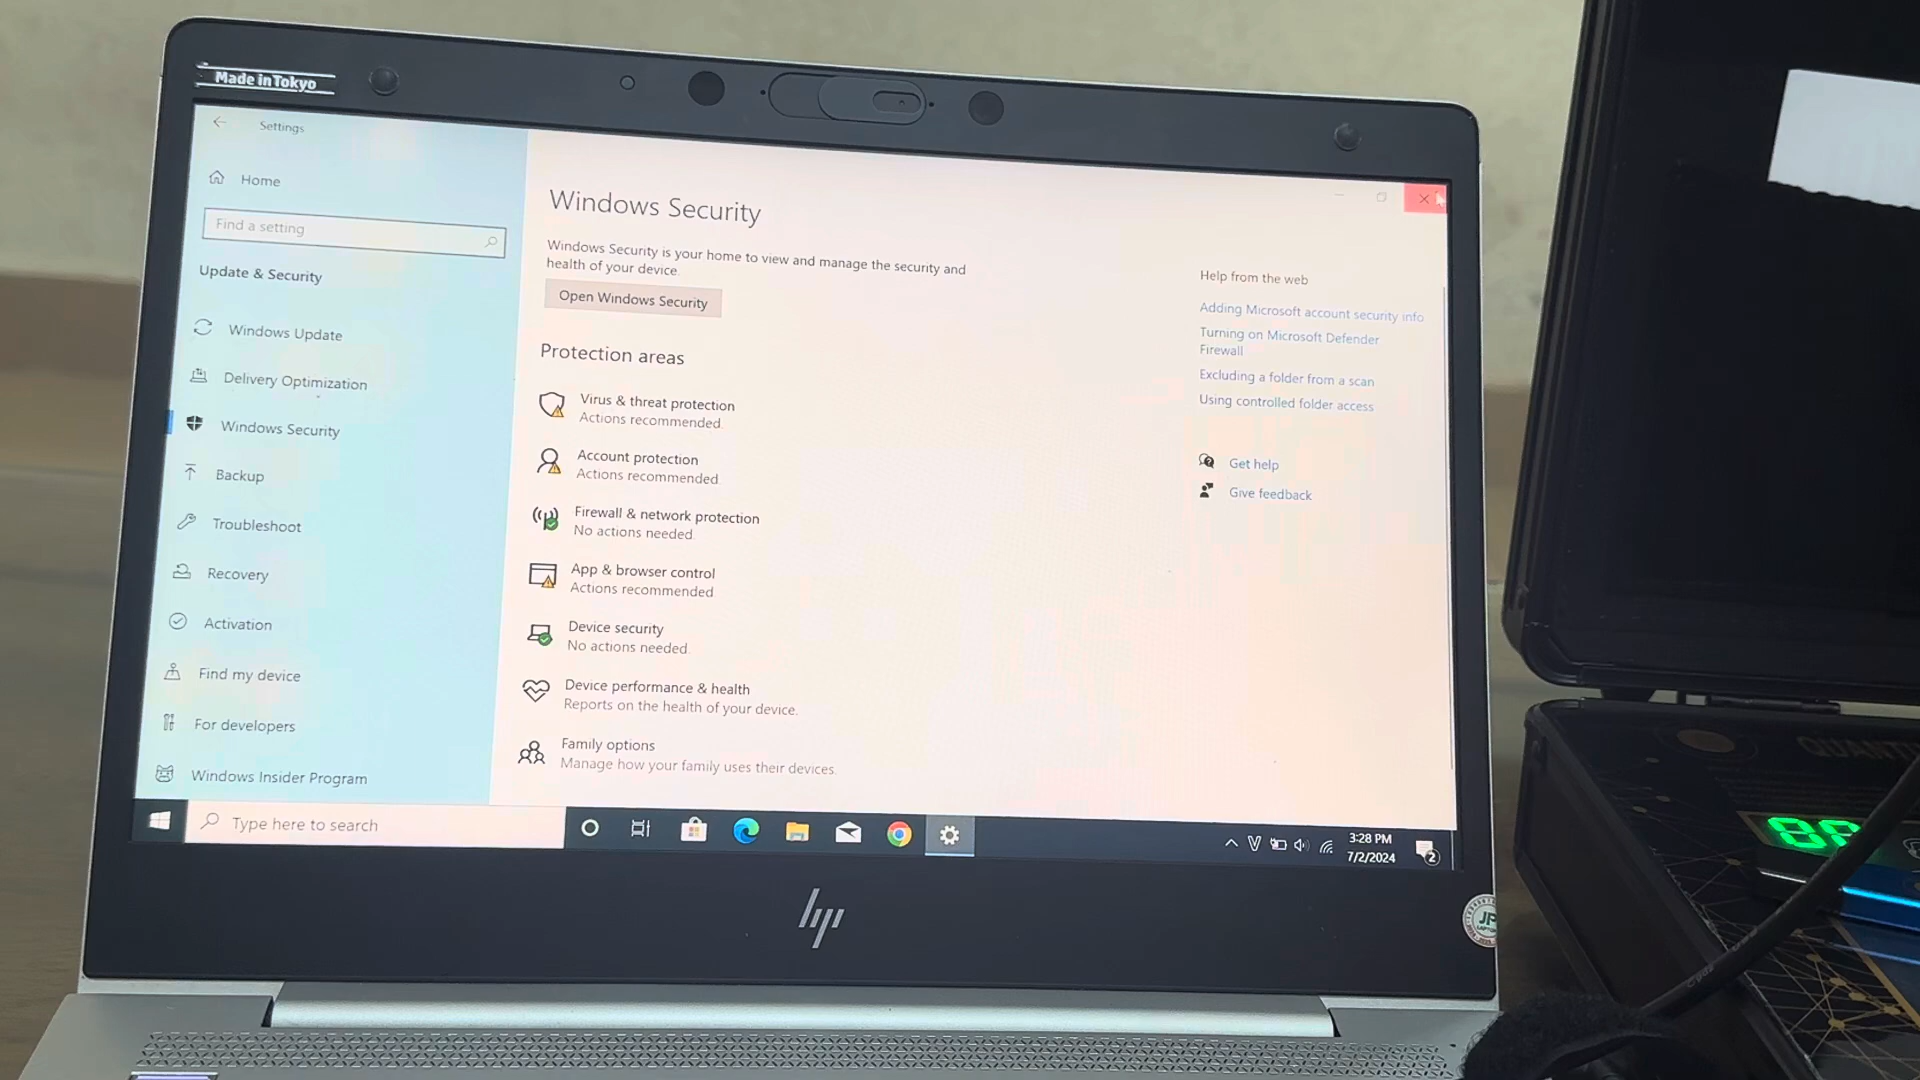 Made in Tokyo
Settings
Home
Find a setting
Update & Security
Windows Update
Delivery Optimization
Windows Security
Backup
Troubleshoot
Recovery
Activation
Find my device
For developers
Windows Insider Program
Windows Security
Windows Security is your home to view and manage the security and
health of your device.
Open Windows Security
Protection areas
Virus & threat protection
Actions recommended.
Account protection
Actions recommended.
Firewall & network protection
No actions needed.
App & browser control
Actions recommended.
Device security
No actions needed.
Device performance & health
Reports on the health of your device.
Family options
Manage how your family uses their devices.
Help from the web
Adding Microsoft account security info
Turning on Microsoft Defender
Firewall
Excluding a folder from a scan
Using controlled folder access
Get help
Give feedback
Type here to search
3:28 PM
7/2/2024
2
hp
JP